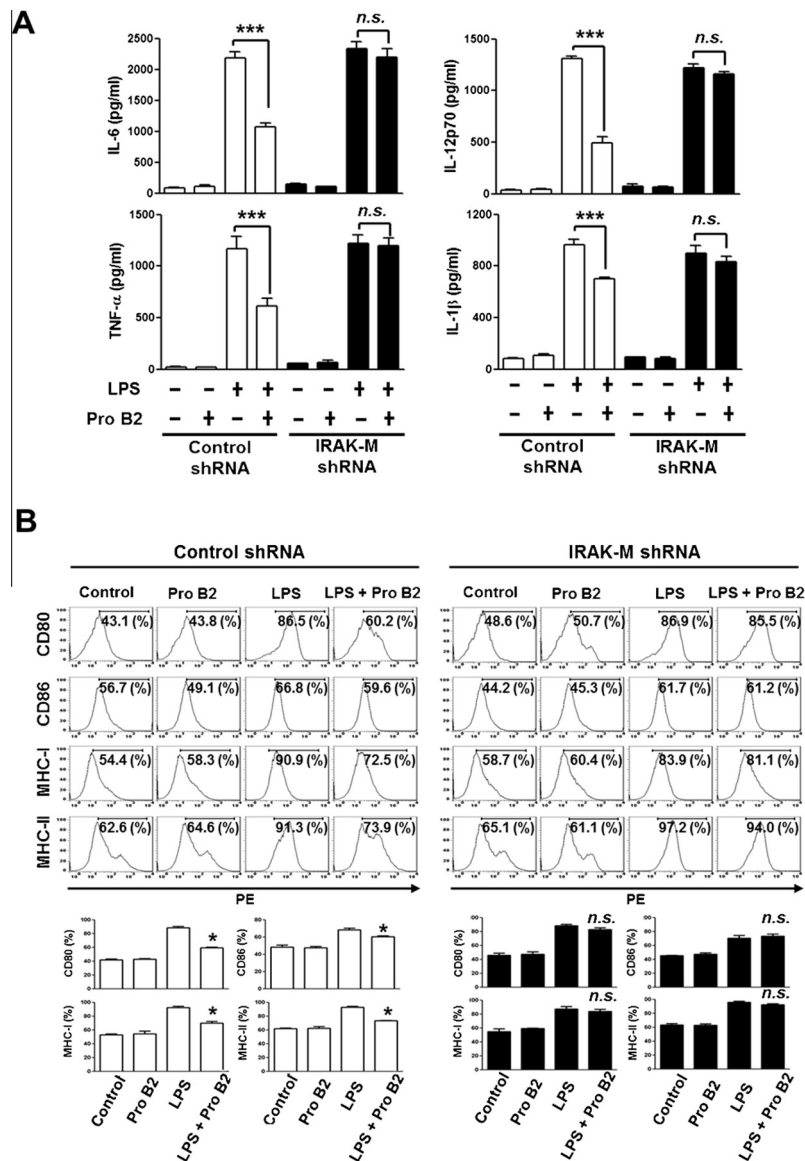 A
IL-6 (pg/ml)
2500
2000
1500
1000
500
0
***
n.s.
IL-12p70 (pg/ml)
1500
1000
500
0
***
n.s.
TNF-α (pg/ml)
1500
1000
500
0
***
n.s.
IL-1β (pg/ml)
1200
900
600
300
0
***
n.s.
LPS − − + + − − + + − − + + − − + +
Pro B2 − + − + − + − + − + − + − + − +
Control shRNA IRAK-M shRNA Control shRNA IRAK-M shRNA
B
Control shRNA IRAK-M shRNA
Control Pro B2 LPS LPS + Pro B2 Control Pro B2 LPS LPS + Pro B2
CD80 43.1 (%) 43.8 (%) 86.5 (%) 60.2 (%) 48.6 (%) 50.7 (%) 86.9 (%) 85.5 (%)
CD86 56.7 (%) 49.1 (%) 66.8 (%) 59.6 (%) 44.2 (%) 45.3 (%) 61.7 (%) 61.2 (%)
MHC-I 54.4 (%) 58.3 (%) 90.9 (%) 72.5 (%) 58.7 (%) 60.4 (%) 83.9 (%) 81.1 (%)
MHC-II 62.6 (%) 64.6 (%) 91.3 (%) 73.9 (%) 65.1 (%) 61.1 (%) 97.2 (%) 94.0 (%)
PE PE
CD80 (%) * CD86 (%) * CD80 (%) n.s. CD86 (%) n.s.
MHC-I (%) * MHC-II (%) * MHC-I (%) n.s. MHC-II (%) n.s.
Control Pro B2 LPS LPS + Pro B2 Control Pro B2 LPS LPS + Pro B2 Control Pro B2 LPS LPS + Pro B2 Control Pro B2 LPS LPS + Pro B2